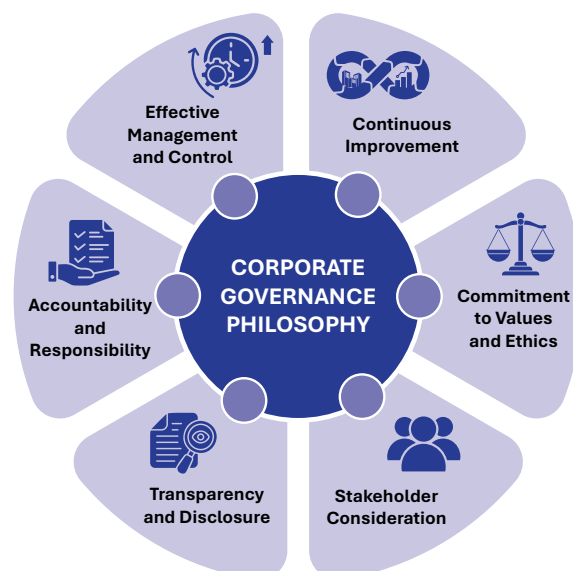 Effective
Management
and Control
Continuous
Improvement
Accountability
and
Responsibility
CORPORATE
GOVERNANCE
PHILOSOPHY
Commitment
to Values
and Ethics
Transparency
and Disclosure
Stakeholder
Consideration